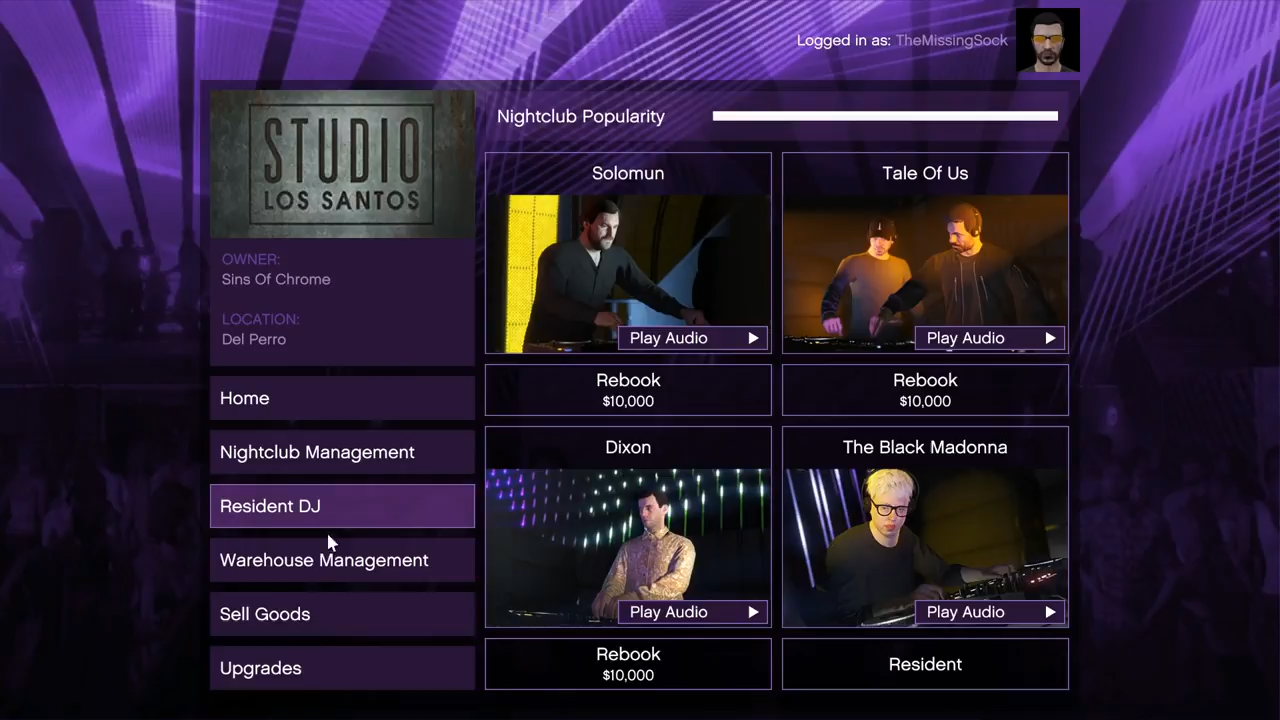 Logged in as: TheMissingSock
STUDIO
LOS SANTOS
OWNER:
Sins Of Chrome
LOCATION:
Del Perro
Home
Nightclub Management
Resident DJ
Warehouse Management
Sell Goods
Upgrades
Nightclub Popularity
Solomun
Play Audio
Rebook
$10,000
Tale Of Us
Play Audio
Rebook
$10,000
Dixon
Play Audio
Rebook
$10,000
The Black Madonna
Play Audio
Resident